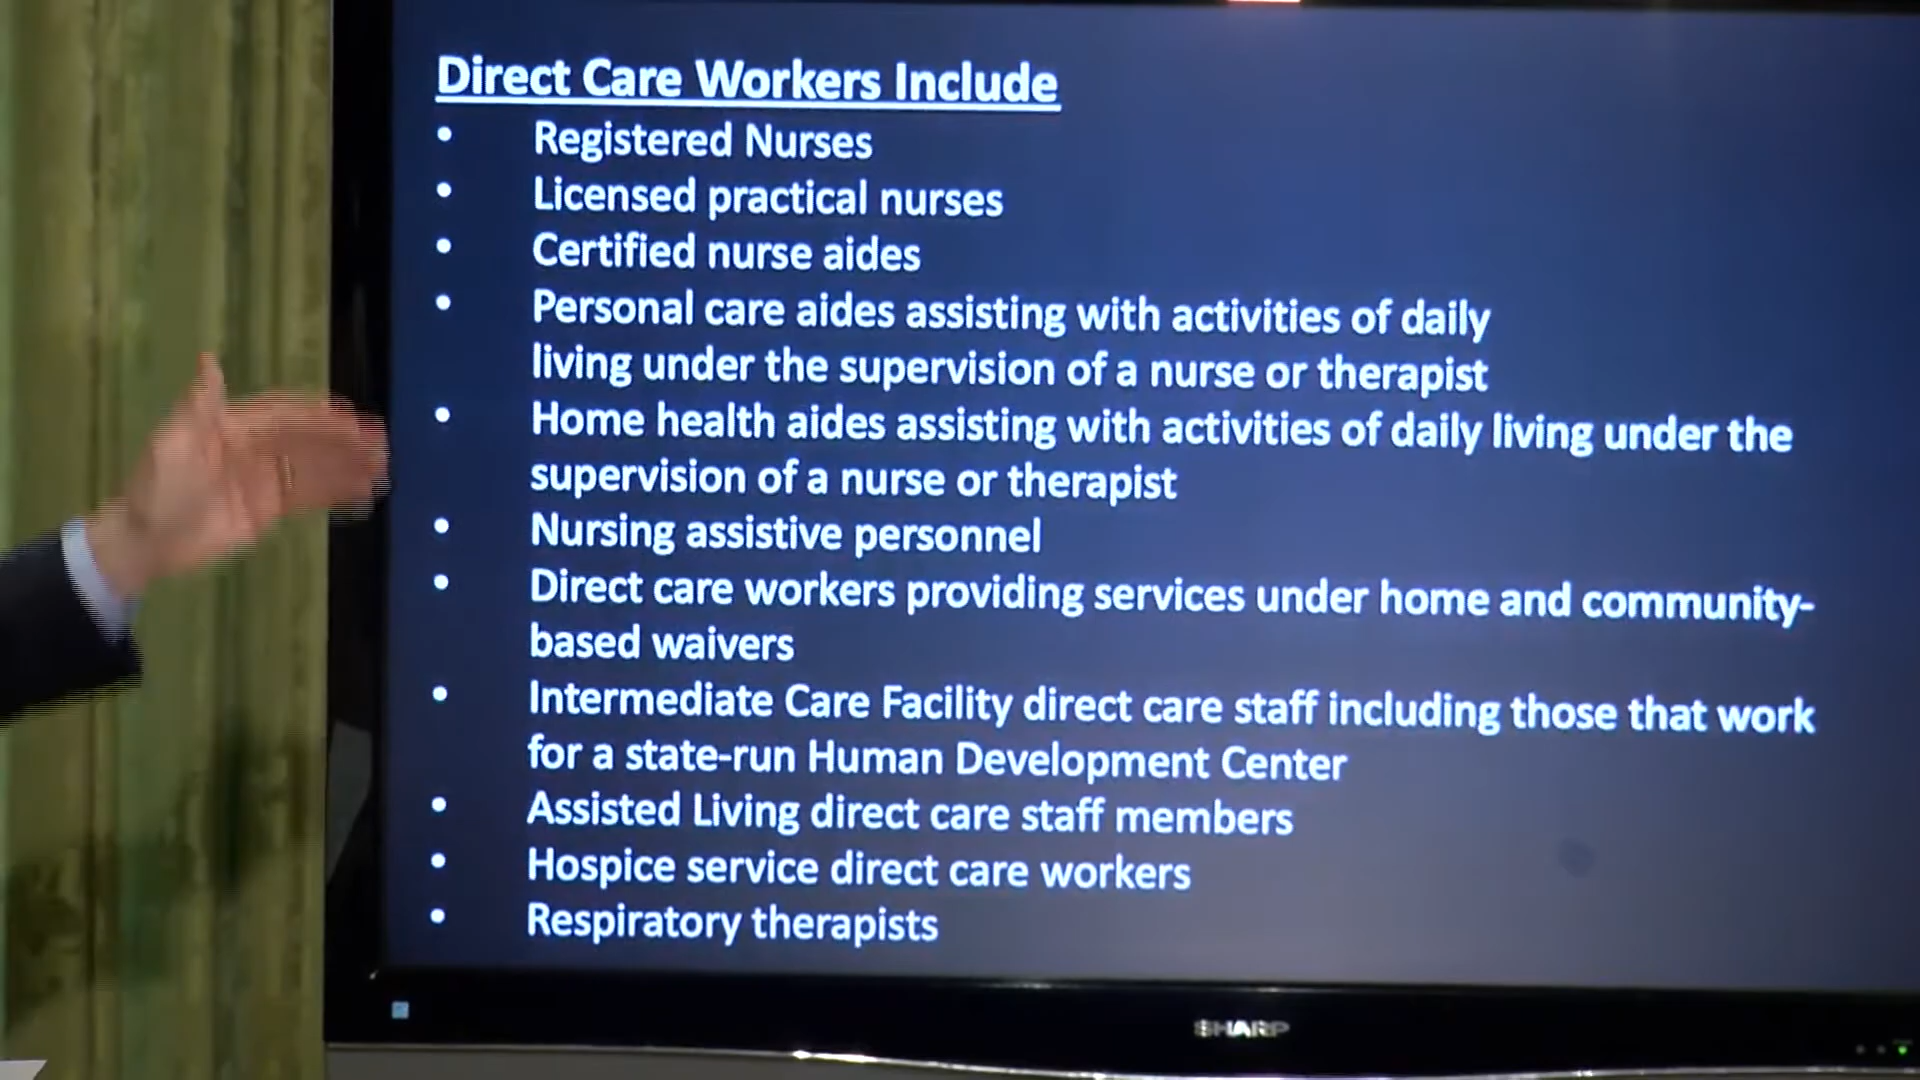 Direct Care Workers Include
• Registered Nurses
• Licensed practical nurses
• Certified nurse aides
• Personal care aides assisting with activities of daily
living under the supervision of a nurse or therapist
• Home health aides assisting with activities of daily living under the
supervision of a nurse or therapist
• Nursing assistive personnel
• Direct care workers providing services under home and community-
based waivers
• Intermediate Care Facility direct care staff including those that work
for a state-run Human Development Center
• Assisted Living direct care staff members
• Hospice service direct care workers
• Respiratory therapists
SHARP